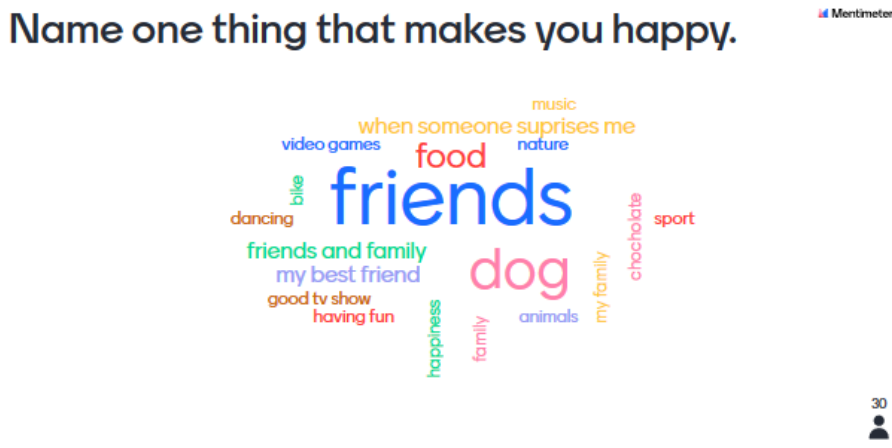 Name one thing that makes you happy.
Mentimeter
music
when someone suprises me
video games
nature
food
bike
friends
chocholate
dancing
sport
friends and family
dog
my best friend
my family
good tv show
having fun
happiness
family
animals
30